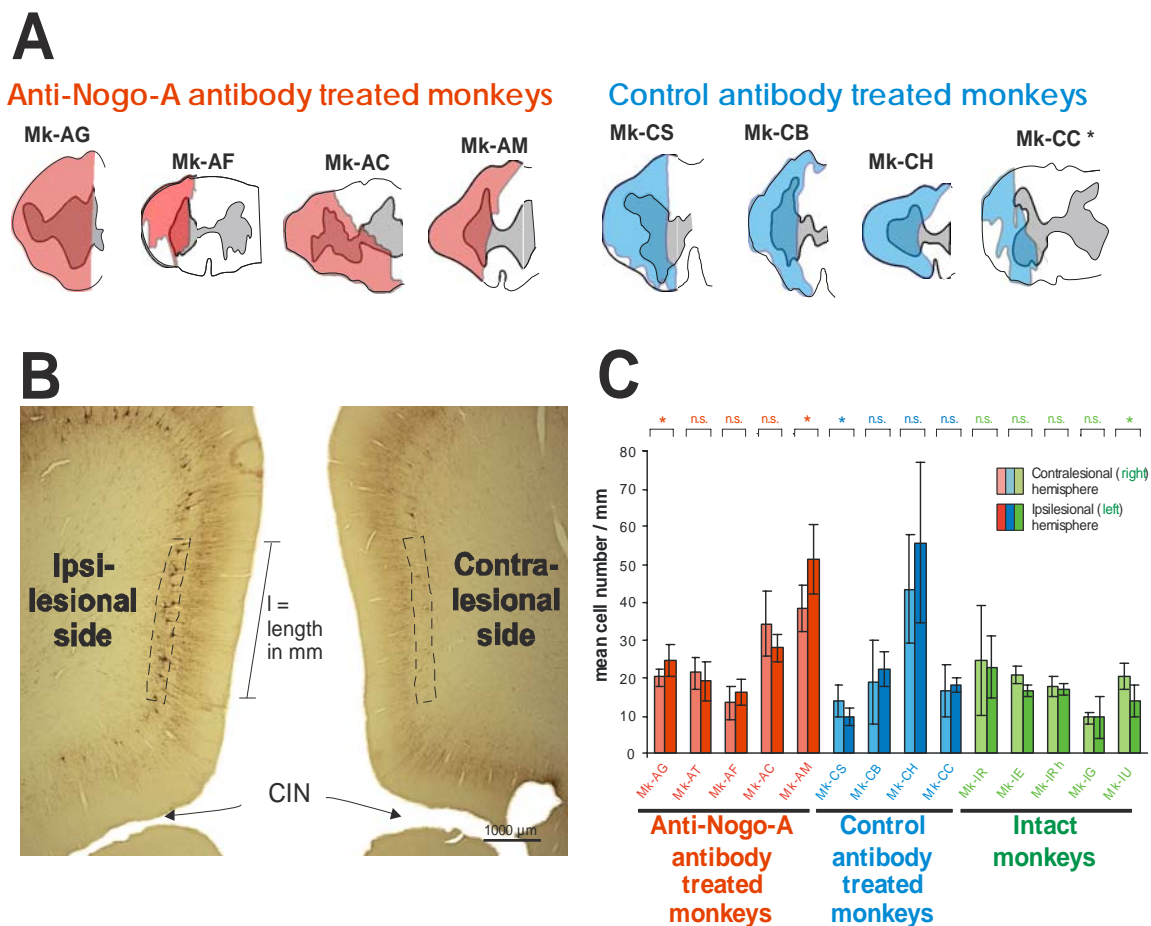 A
Anti-Nogo-A antibody treated monkeys
Control antibody treated monkeys
Mk-AG
Mk-AF
Mk-AC
Mk-AM
Mk-CS
Mk-CB
Mk-CH
Mk-CC *
B
Ipsi-
lesional
side
l =
length
in mm
Contra-
lesional
side
CIN
1000 µm
C
* n.s. n.s. n.s. * * n.s. n.s. n.s. n.s. n.s. n.s. n.s. *
mean cell number / mm
80
70
60
50
40
30
20
10
0
Contralesional (right)
hemisphere
Ipsilesional (left)
hemisphere
Mk-AG
Mk-AT
Mk-AF
Mk-AC
Mk-AM
Mk-CS
Mk-CB
Mk-CH
Mk-CC
Mk-IR
Mk-IE
Mk-IR h
Mk-IG
Mk-IU
Anti-Nogo-A
antibody
treated
monkeys
Control
antibody
treated
monkeys
Intact
monkeys